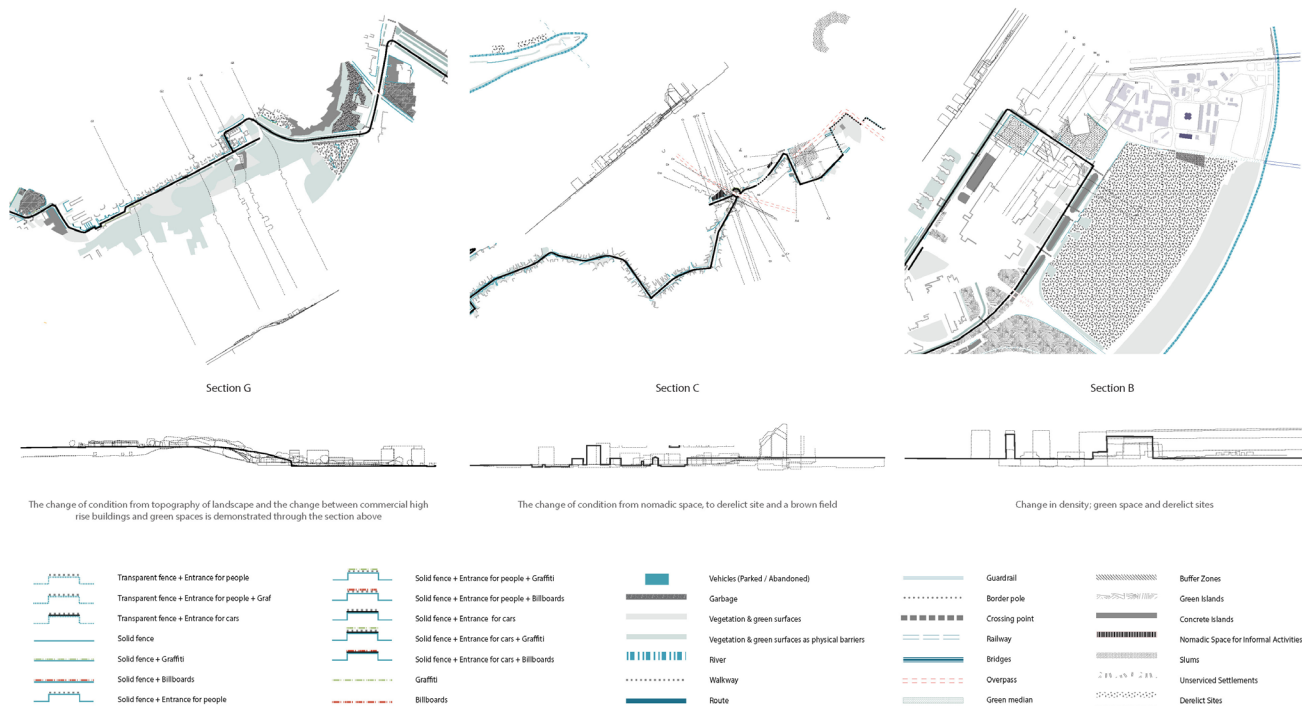 Section G
Section C
Section B
The change of condition from topography of landscape and the change between commercial high
rise buildings and green spaces is demonstrated through the section above
The change of condition from nomadic space, to derelict site and a brown field
Change in density; green space and derelict sites
Transparent fence + Entrance for people
Transparent fence + Entrance for people + Graf
Transparent fence + Entrance for cars
Solid fence
Solid fence + Graffiti
Solid fence + Billboards
Solid fence + Entrance for people
Solid fence + Entrance for people + Graffiti
Solid fence + Entrance for people + Billboards
Solid fence + Entrance for cars
Solid fence + Entrance for cars + Graffiti
Solid fence + Entrance for cars + Billboards
Graffiti
Billboards
Vehicles (Parked / Abandoned)
Garbage
Vegetation & green surfaces
Vegetation & green surfaces as physical barriers
River
Walkway
Route
Guardrail
Border pole
Crossing point
Railway
Bridges
Overpass
Green median
Buffer Zones
Green Islands
Concrete Islands
Nomadic Space for Informal Activities
Slums
Unserviced Settlements
Derelict Sites